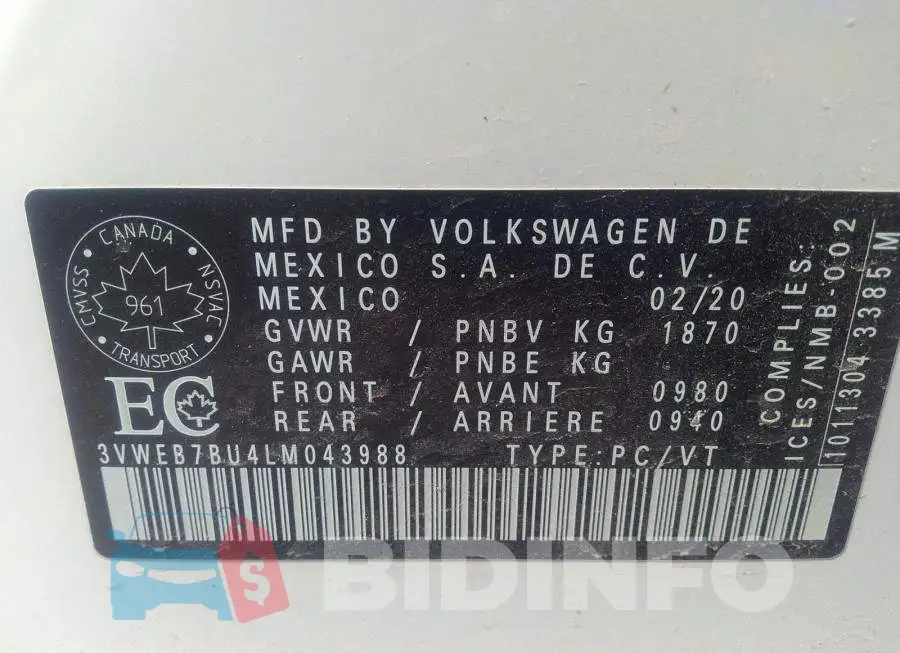 CANADA
CMVSS
NSVAC
961
TRANSPORT
EC
MFD BY VOLKSWAGEN DE
MEXICO S.A. DE C.V.
MEXICO 02/20
GVWR / PNBV KG 1870
GAWR / PNBE KG
FRONT / AVANT 0980
REAR / ARRIERE 0940
3VWEB7BU4LM043988 TYPE:PC/VT
COMPLIES:
ICES/NMB-002
1011304 3385 M
$
BIDINFO